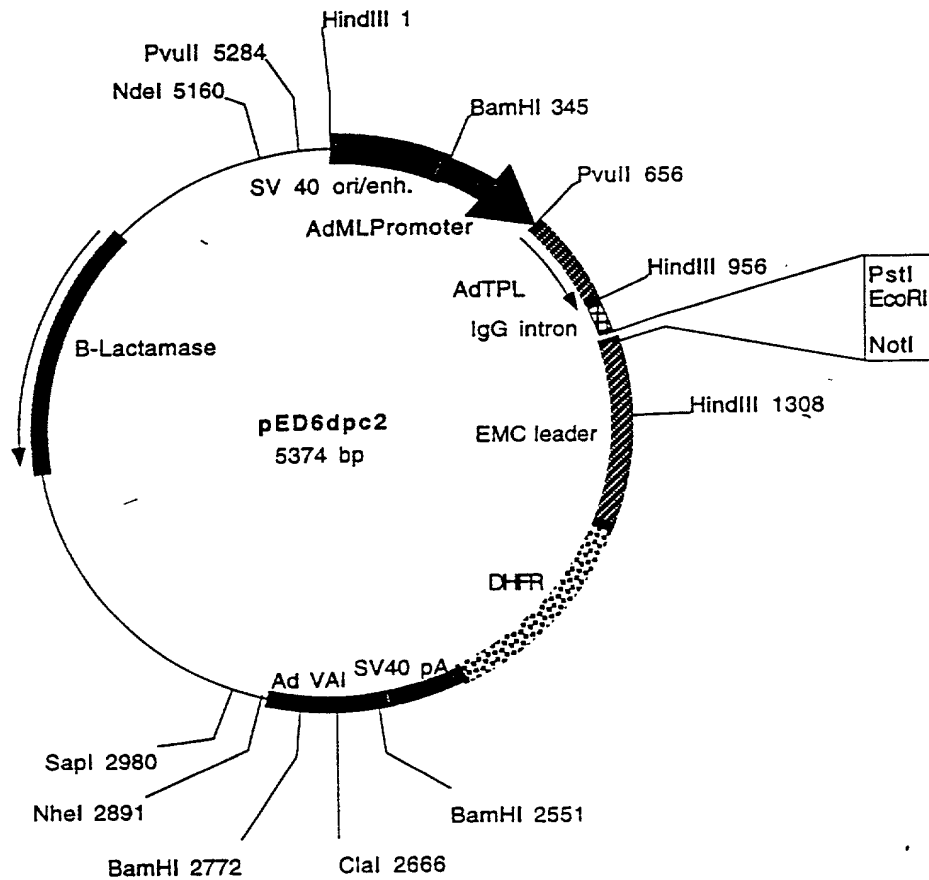 HindIII 1
PvuII 5284
NdeI 5160
BamHI 345
SV 40 ori/enh.
PvuII 656
AdMLPromoter
HindIII 956
AdTPL
PstI
EcoRI
IgG intron
NotI
B-Lactamase
HindIII 1308
pED6dpc2
EMC leader
5374 bp
DHFR
SV40 pA
Ad VAI
SapI 2980
NheI 2891
BamHI 2551
BamHI 2772
ClaI 2666